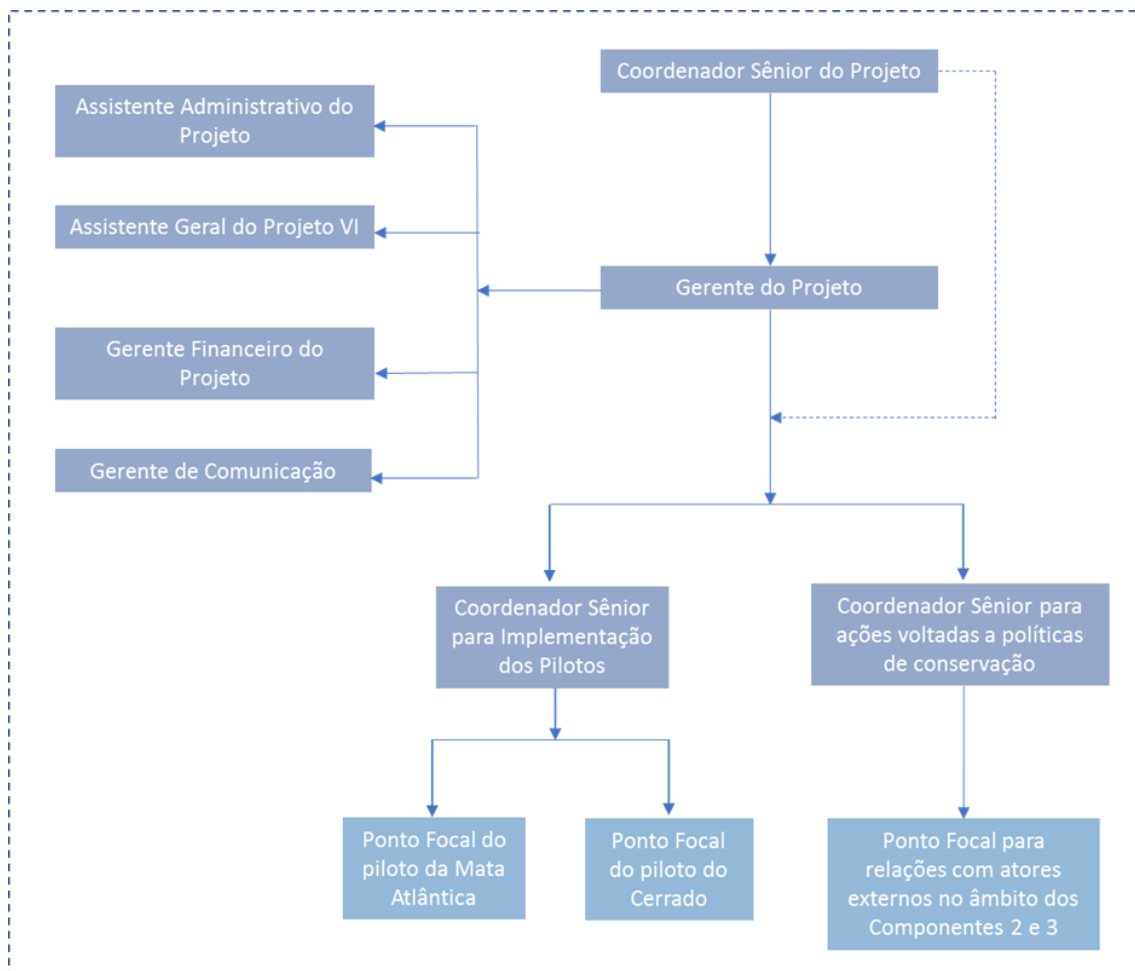 Coordenador Sênior do Projeto
Assistente Administrativo do
Projeto
Assistente Geral do Projeto VI
Gerente do Projeto
Gerente Financeiro do
Projeto
Gerente de Comunicação
Coordenador Sênior
para Implementação
dos Pilotos
Coordenador Sênior para
ações voltadas a políticas
de conservação
Ponto Focal do
piloto da Mata
Atlântica
Ponto Focal
do piloto do
Cerrado
Ponto Focal para
relações com atores
externos no âmbito dos
Componentes 2 e 3